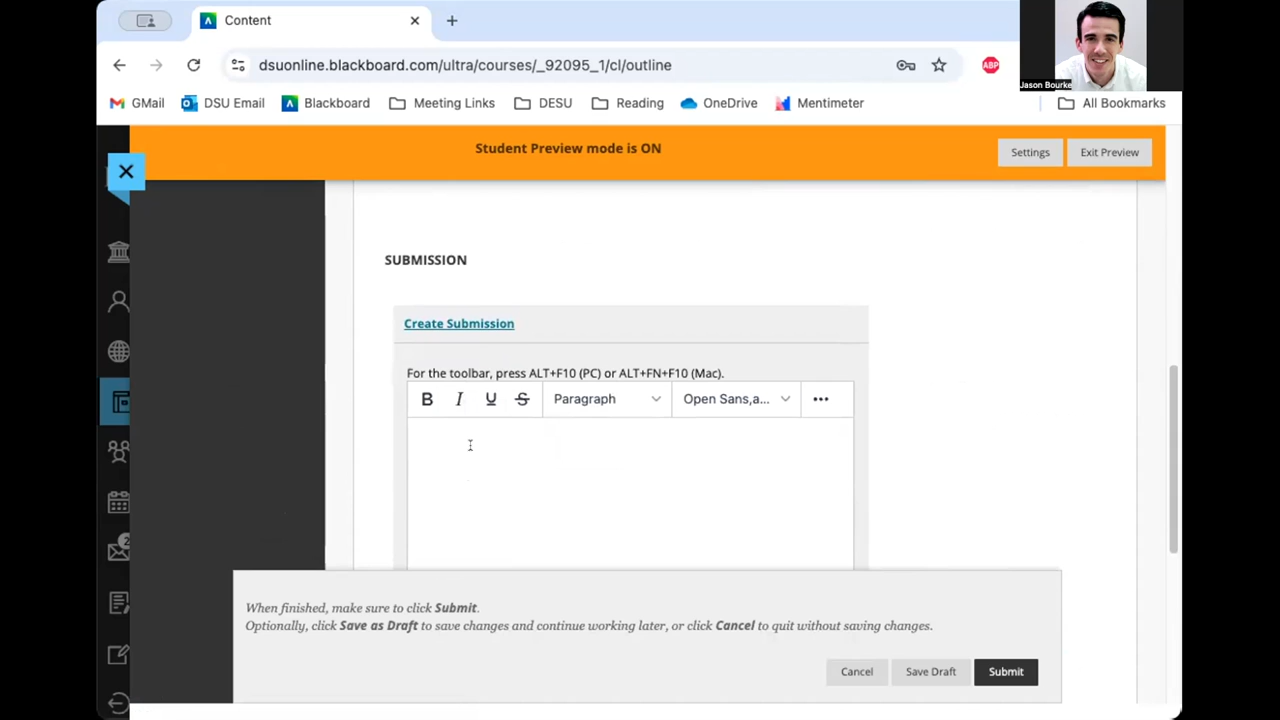 Content
dsuonline.blackboard.com/ultra/courses/_92095_1/cl/outline
ABP
Jason Bourke
GMail
DSU Email
Blackboard
Meeting Links
DESU
Reading
OneDrive
Mentimeter
All Bookmarks
Student Preview mode is ON
Settings
Exit Preview
SUBMISSION
Create Submission
For the toolbar, press ALT+F10 (PC) or ALT+FN+F10 (Mac).
B I U S Paragraph Open Sans,a... •••
2
When finished, make sure to click Submit.
Optionally, click Save as Draft to save changes and continue working later, or click Cancel to quit without saving changes.
Cancel
Save Draft
Submit